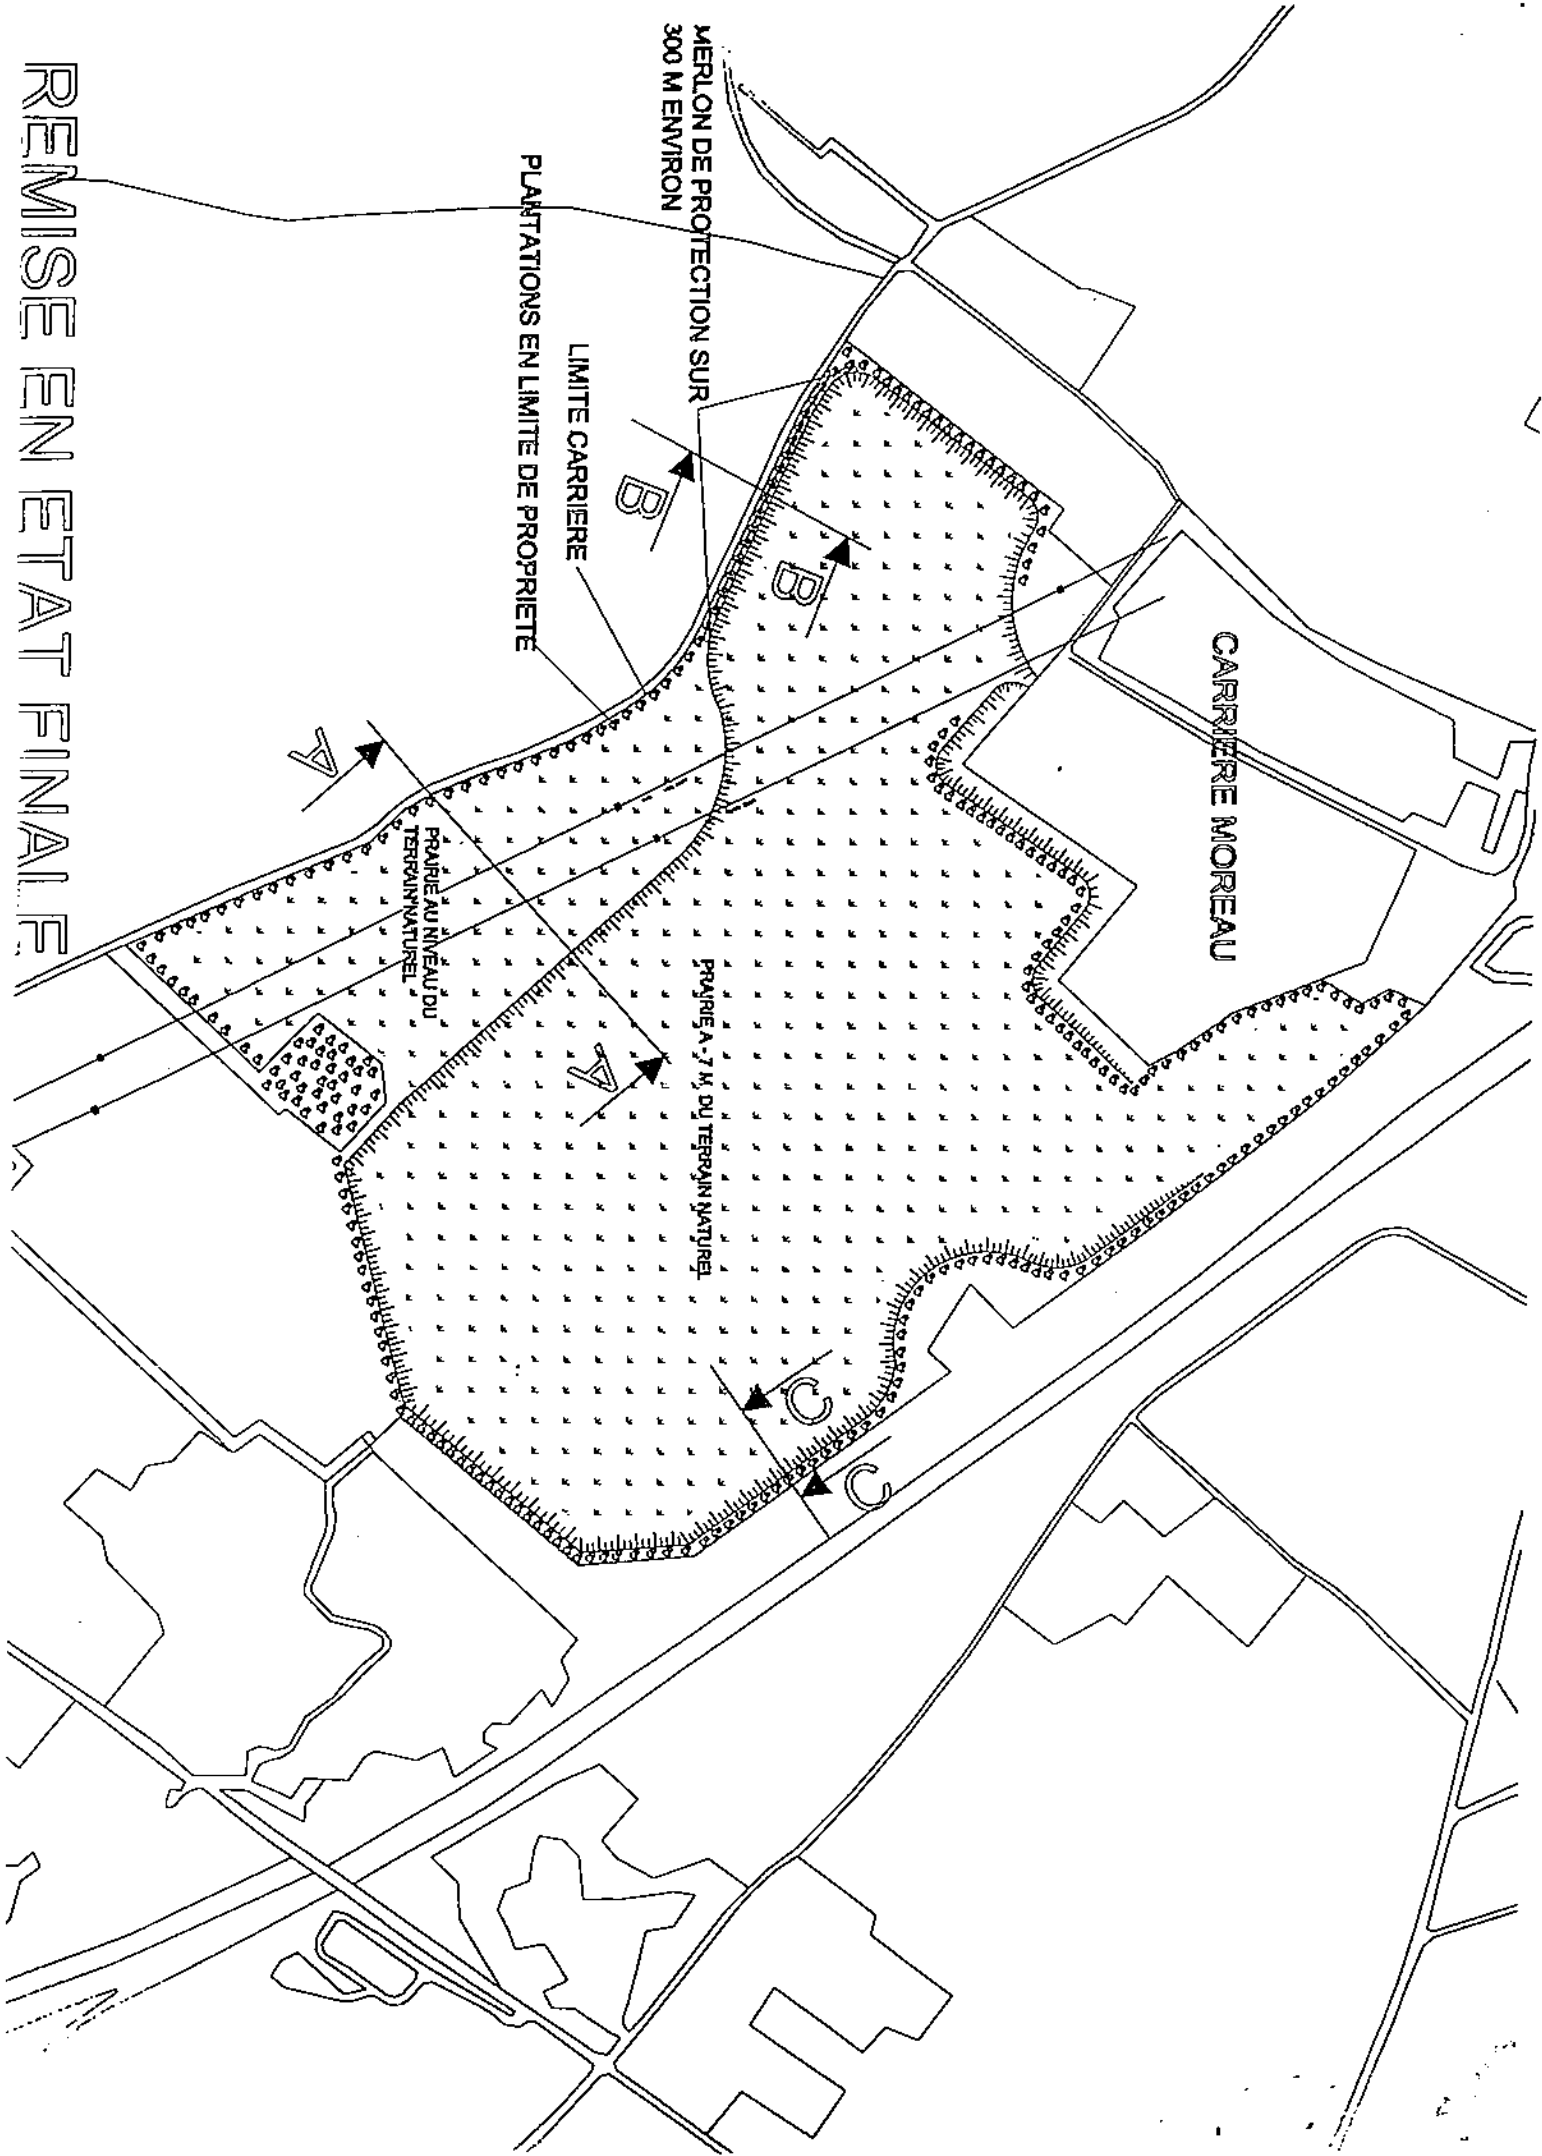 REMISE EN ETAT FINALE
MERLON DE PROTECTION SUR
300 M ENVIRON
PLANTATIONS EN LIMITE DE PROPRIETE
LIMITE CARRIERE
CARRIERE MOREAU
B
B
A
A
PRAIRIE AU NIVEAU DU
TERRAIN NATUREL
PRAIRIE A - 7 M DU TERRAIN NATUREL
C
C